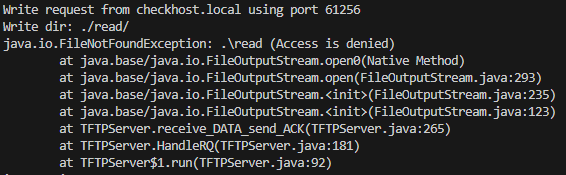 Write request from checkhost.local using port 61256
Write dir: ./read/
java.io.FileNotFoundException: .\read (Access is denied)
        at java.base/java.io.FileOutputStream.open0(Native Method)
        at java.base/java.io.FileOutputStream.open(FileOutputStream.java:293)
        at java.base/java.io.FileOutputStream.<init>(FileOutputStream.java:235)
        at java.base/java.io.FileOutputStream.<init>(FileOutputStream.java:123)
        at TFTPServer.receive_DATA_send_ACK(TFTPServer.java:265)
        at TFTPServer.HandleRQ(TFTPServer.java:181)
        at TFTPServer$1.run(TFTPServer.java:92)